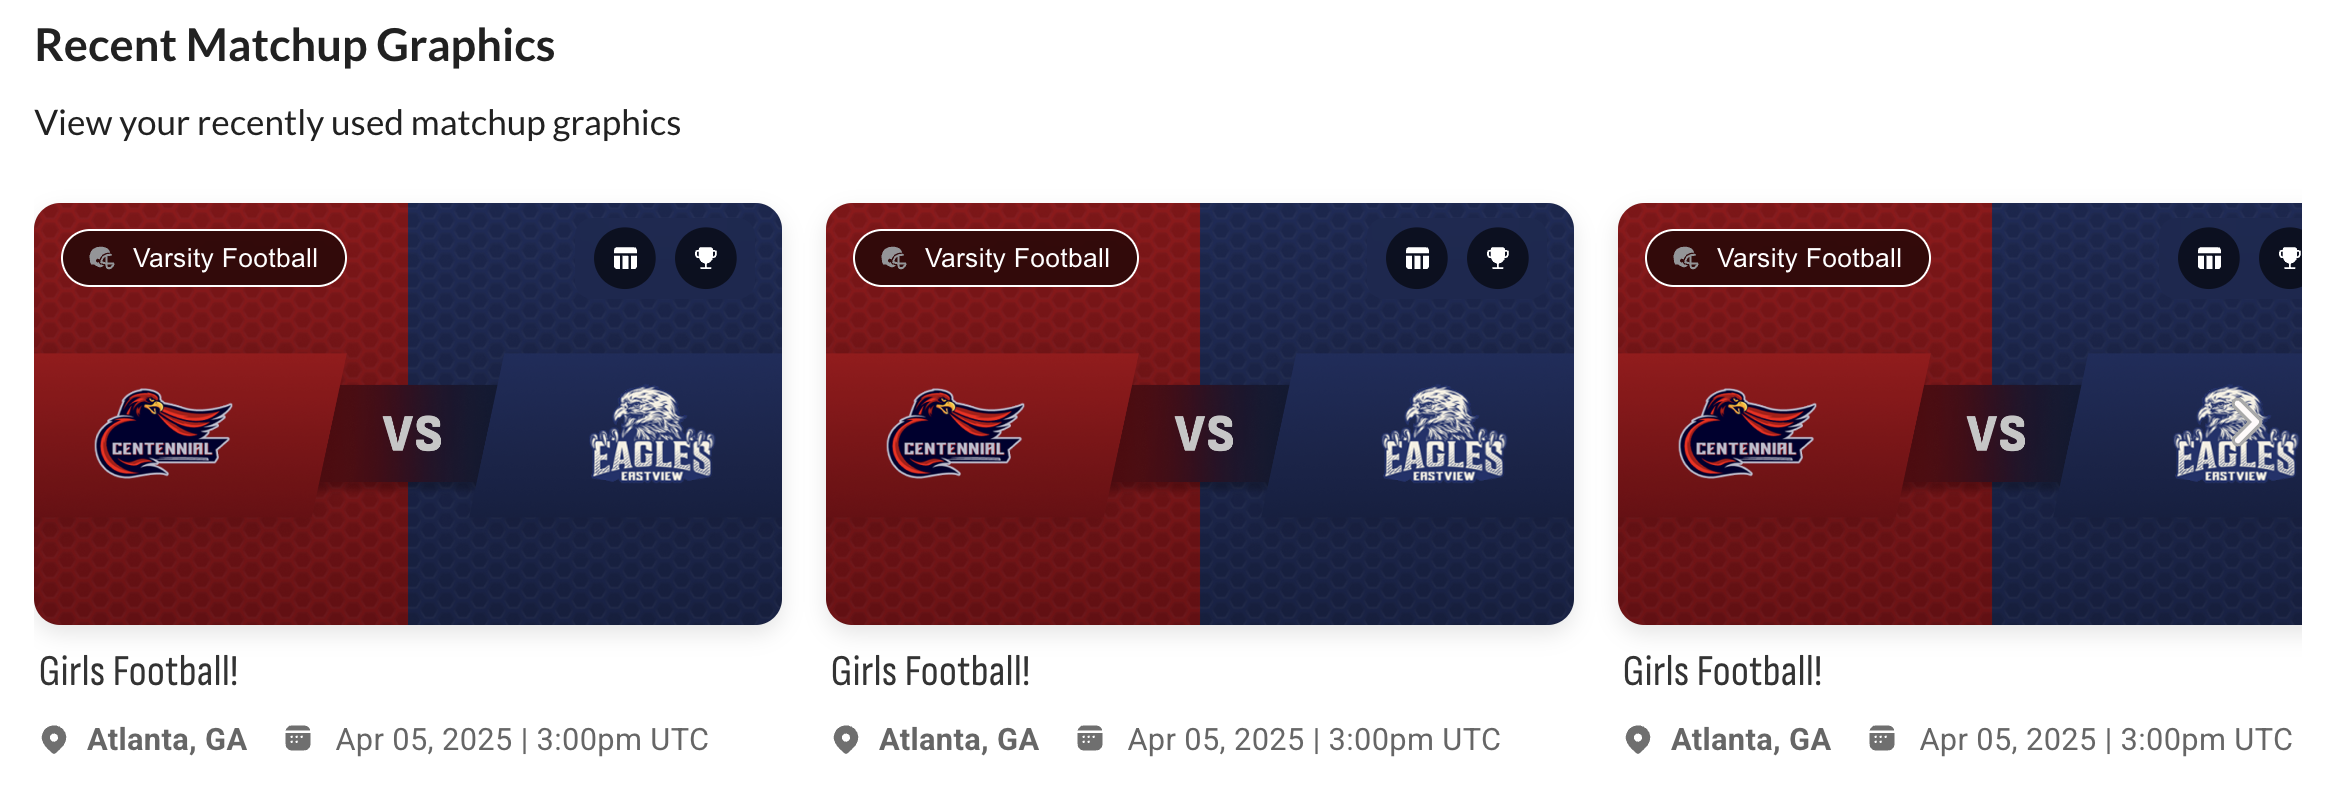 Recent Matchup Graphics
View your recently used matchup graphics
Varsity Football
CENTENNIAL
VS
EAGLES
EASTVIEW
Girls Football!
Atlanta, GA
Apr 05, 2025 | 3:00pm UTC
Varsity Football
CENTENNIAL
VS
EAGLES
EASTVIEW
Girls Football!
Atlanta, GA
Apr 05, 2025 | 3:00pm UTC
Varsity Football
CENTENNIAL
VS
EAGLES
EASTVIEW
Girls Football!
Atlanta, GA
Apr 05, 2025 | 3:00pm UTC